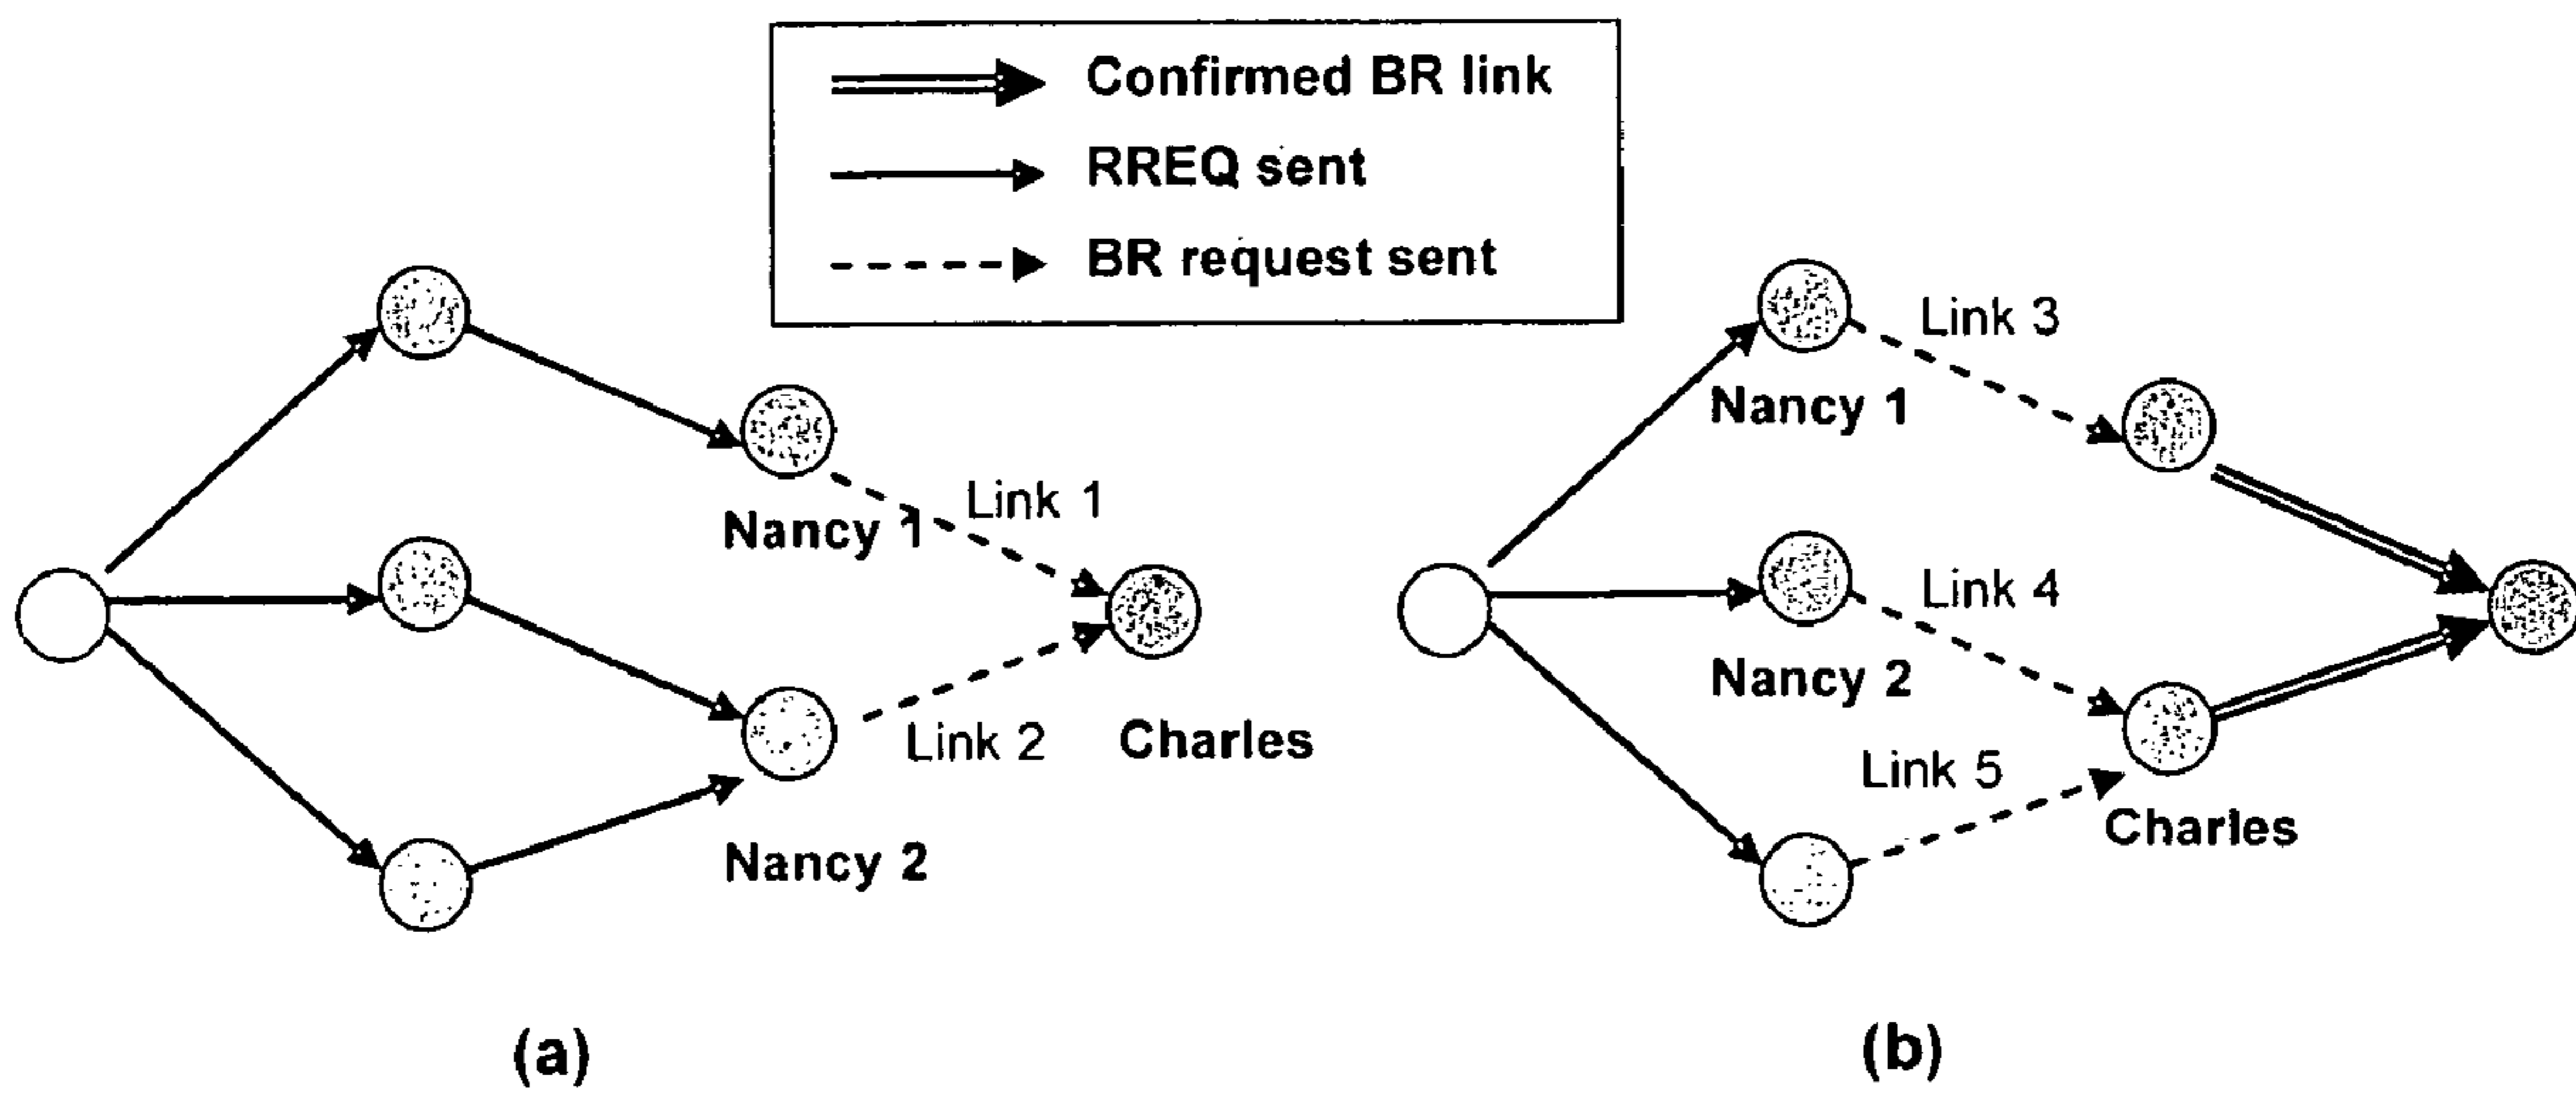 Confirmed BR link
RREQ sent
BR request sent
Link 1
Nancy 1
Link 2
Charles
Nancy 2
(a)
Link 3
Nancy 1
Link 4
Nancy 2
Link 5
Charles
(b)